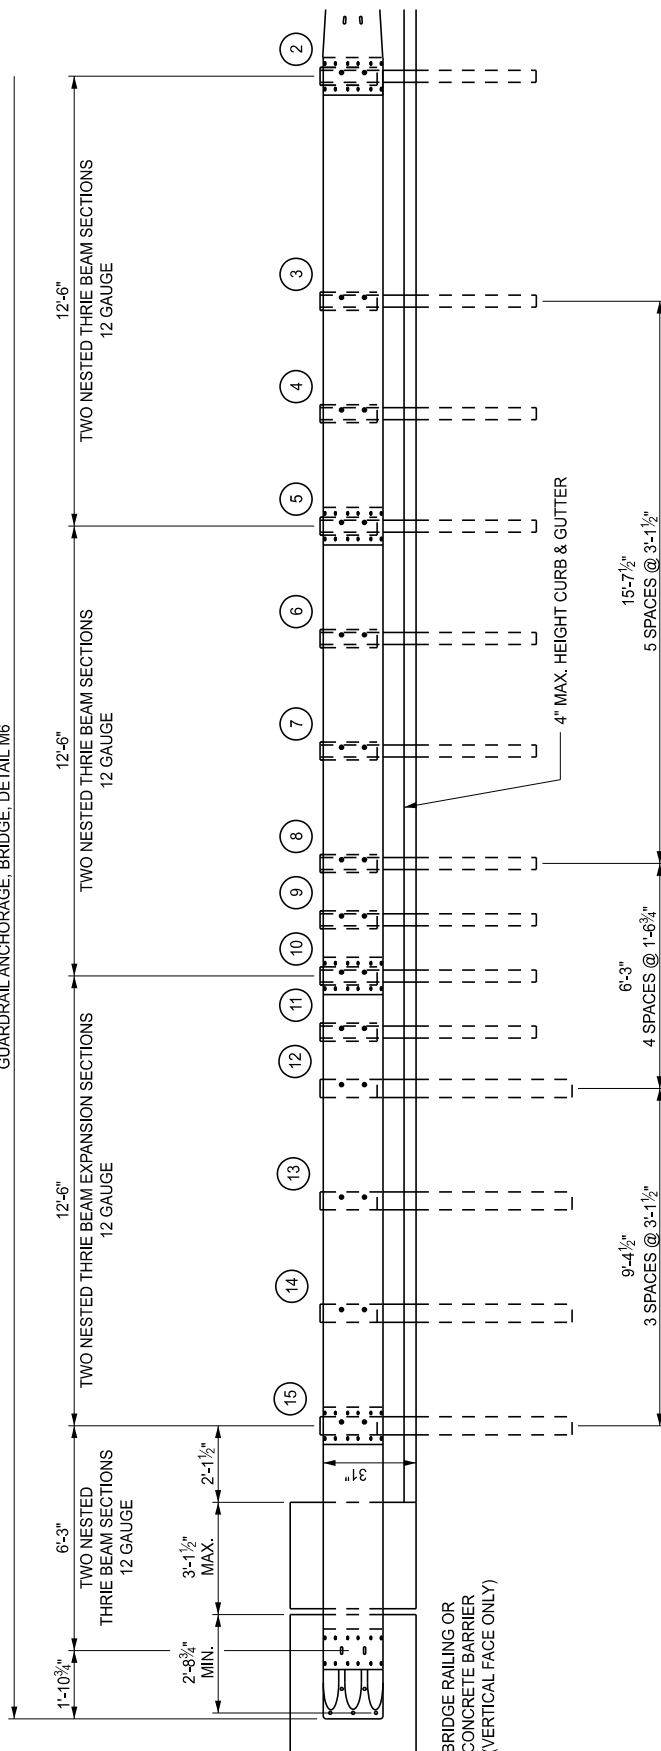 GUARDRAIL ANCHORAGE, BRIDGE, DETAIL M6
1'-10¾"
6'-3"
TWO NESTED
THRIE BEAM SECTIONS
12 GAUGE
12'-6"
TWO NESTED THRIE BEAM EXPANSION SECTIONS
12 GAUGE
12'-6"
TWO NESTED THRIE BEAM SECTIONS
12 GAUGE
12'-6"
TWO NESTED THRIE BEAM SECTIONS
12 GAUGE
2'-8¾"
MIN.
3'-1½"
MAX.
2'-1½"
15
14
13
12
11
10
9
8
7
6
5
4
3
2
31"
BRIDGE RAILING OR
CONCRETE BARRIER
(VERTICAL FACE ONLY)
4" MAX. HEIGHT CURB & GUTTER
9'-4½"
3 SPACES @ 3'-1½"
6'-3"
4 SPACES @ 1'-6¾"
15'-7½"
5 SPACES @ 3'-1½"